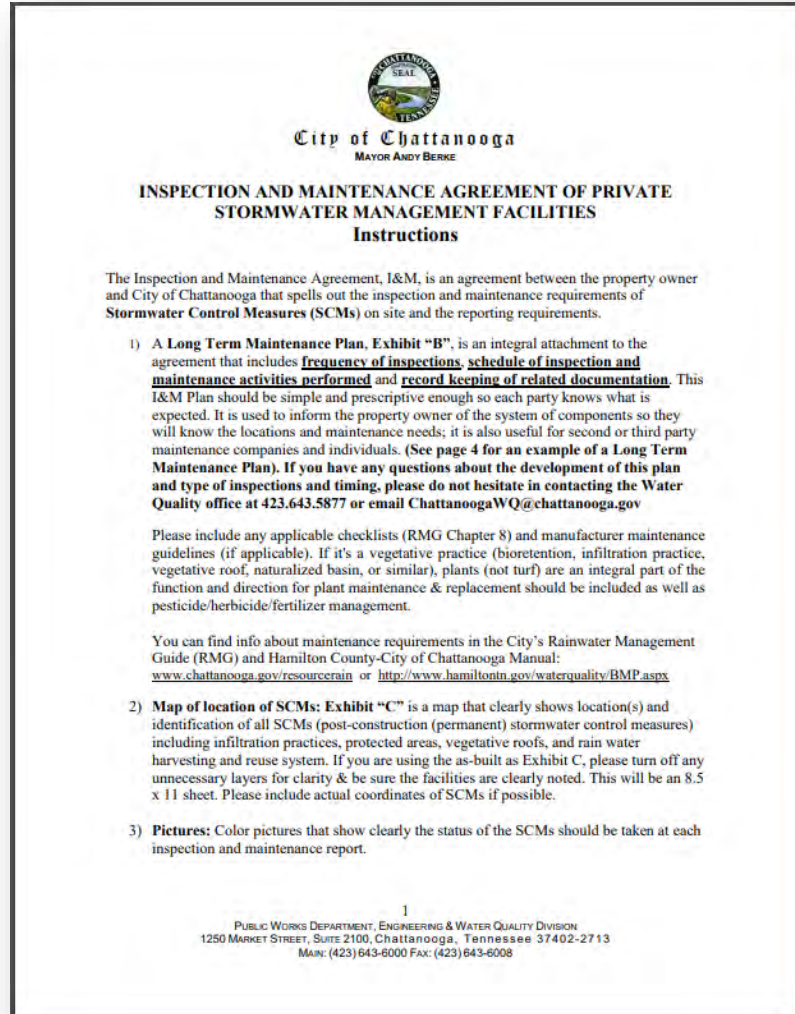 CHATTANOOGA
SEAL
TENNESSEE
City of Chattanooga
MAYOR ANDY BERKE
INSPECTION AND MAINTENANCE AGREEMENT OF PRIVATE
STORMWATER MANAGEMENT FACILITIES
Instructions
The Inspection and Maintenance Agreement, I&M, is an agreement between the property owner
and City of Chattanooga that spells out the inspection and maintenance requirements of
Stormwater Control Measures (SCMs) on site and the reporting requirements.
1) A Long Term Maintenance Plan, Exhibit “B”, is an integral attachment to the
agreement that includes frequency of inspections, schedule of inspection and
maintenance activities performed and record keeping of related documentation. This
I&M Plan should be simple and prescriptive enough so each party knows what is
expected. It is used to inform the property owner of the system of components so they
will know the locations and maintenance needs; it is also useful for second or third party
maintenance companies and individuals. (See page 4 for an example of a Long Term
Maintenance Plan). If you have any questions about the development of this plan
and type of inspections and timing, please do not hesitate in contacting the Water
Quality office at 423.643.5877 or email ChattanoogaWQ@chattanooga.gov
Please include any applicable checklists (RMG Chapter 8) and manufacturer maintenance
guidelines (if applicable). If it's a vegetative practice (bioretention, infiltration practice,
vegetative roof, naturalized basin, or similar), plants (not turf) are an integral part of the
function and direction for plant maintenance & replacement should be included as well as
pesticide/herbicide/fertilizer management.
You can find info about maintenance requirements in the City’s Rainwater Management
Guide (RMG) and Hamilton County-City of Chattanooga Manual:
www.chattanooga.gov/resourcerain or http://www.hamiltontn.gov/waterquality/BMP.aspx
2) Map of location of SCMs: Exhibit “C” is a map that clearly shows location(s) and
identification of all SCMs (post-construction (permanent) stormwater control measures)
including infiltration practices, protected areas, vegetative roofs, and rain water
harvesting and reuse system. If you are using the as-built as Exhibit C, please turn off any
unnecessary layers for clarity & be sure the facilities are clearly noted. This will be an 8.5
x 11 sheet. Please include actual coordinates of SCMs if possible.
3) Pictures: Color pictures that show clearly the status of the SCMs should be taken at each
inspection and maintenance report.
1
PUBLIC WORKS DEPARTMENT, ENGINEERING & WATER QUALITY DIVISION
1250 MARKET STREET, SUITE 2100, Chattanooga, Tennessee 37402-2713
MAIN: (423) 643-6000 FAX: (423) 643-6008